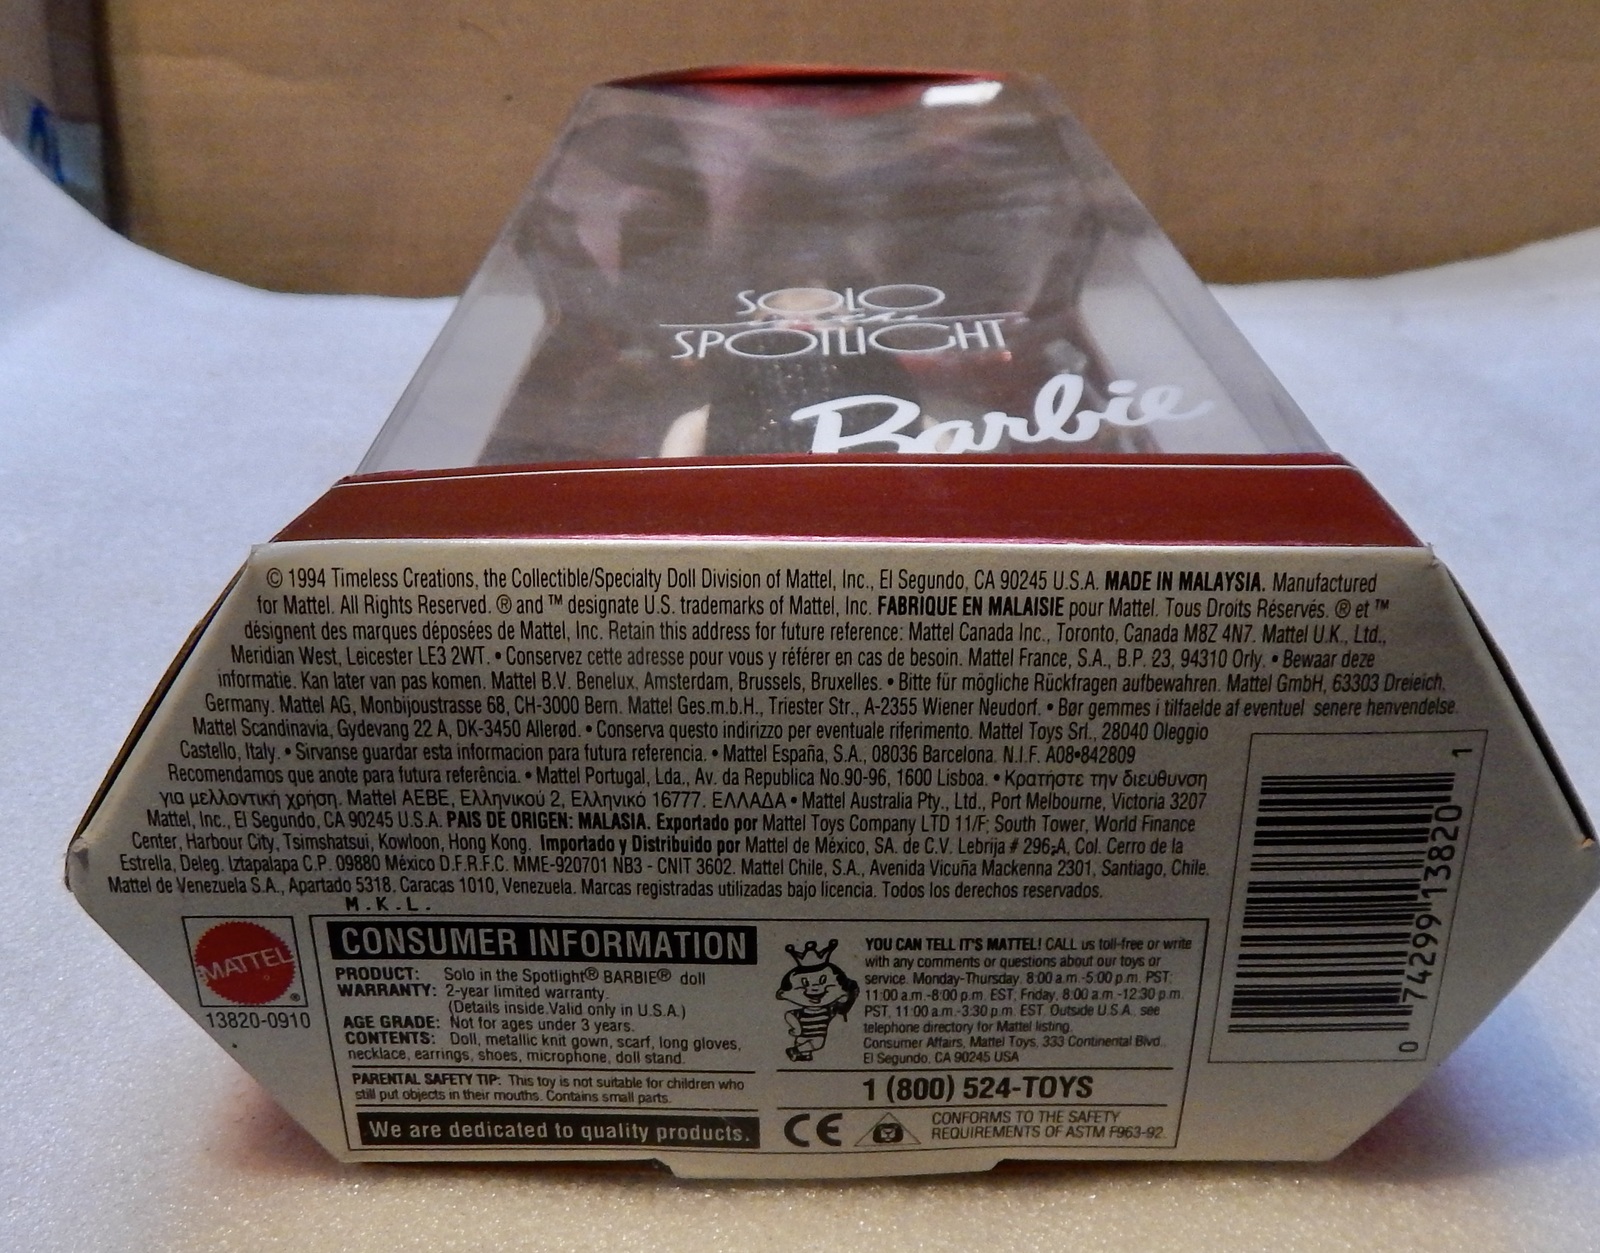 SOLO
in the
SPOTLIGHT
Barbie
© 1994 Timeless Creations, the Collectible/Specialty Doll Division of Mattel, Inc., El Segundo, CA 90245 U.S.A. MADE IN MALAYSIA. Manufactured
for Mattel. All Rights Reserved. ® and ™ designate U.S. trademarks of Mattel, Inc. FABRIQUE EN MALAISIE pour Mattel. Tous Droits Réservés. ® et ™
désignent des marques déposées de Mattel, Inc. Retain this address for future reference: Mattel Canada Inc., Toronto, Canada M8Z 4N7. Mattel U.K., Ltd.,
Meridian West, Leicester LE3 2WT. • Conservez cette adresse pour vous y référer en cas de besoin. Mattel France, S.A., B.P. 23, 94310 Orly. • Bewaar deze
informatie. Kan later van pas komen. Mattel B.V. Benelux, Amsterdam, Brussels, Bruxelles. • Bitte für mögliche Rückfragen aufbewahren. Mattel GmbH, 63303 Dreieich,
Germany. Mattel AG, Monbijoustrasse 68, CH-3000 Bern. Mattel Ges.m.b.H., Triester Str., A-2355 Wiener Neudorf. • Bør gemmes i tilfaelde af eventuel senere henvendelse.
Mattel Scandinavia, Gydevang 22 A, DK-3450 Allerød. • Conserva questo indirizzo per eventuale riferimento. Mattel Toys Srl., 28040 Oleggio
Castello, Italy. • Sirvanse guardar esta informacion para futura referencia. • Mattel España, S.A., 08036 Barcelona. N.I.F. A08•842809
Recomendamos que anote para futura referência. • Mattel Portugal, Lda., Av. da Republica No.90-96, 1600 Lisboa. • Κρατήστε την διεύθυνση
για μελλοντική χρήση. Mattel AEBE, Ελληνικού 2, Ελληνικό 16777. ΕΛΛΑΔΑ • Mattel Australia Pty., Ltd., Port Melbourne, Victoria 3207
Mattel, Inc., El Segundo, CA 90245 U.S.A. PAIS DE ORIGEN: MALASIA. Exportado por Mattel Toys Company LTD 11/F; South Tower, World Finance
Center, Harbour City, Tsimshatsui, Kowloon, Hong Kong. Importado y Distribuido por Mattel de México, SA. de C.V. Lebrija # 296-A, Col. Cerro de la
Estrella, Deleg. Iztapalapa C.P. 09880 México D.F.R.F.C. MME-920701 NB3 - CNIT 3602. Mattel Chile, S.A., Avenida Vicuña Mackenna 2301, Santiago, Chile.
Mattel de Venezuela S.A., Apartado 5318, Caracas 1010, Venezuela. Marcas registradas utilizadas bajo licencia. Todos los derechos reservados.
M.K.L.
MATTEL ®
13820-0910
CONSUMER INFORMATION
PRODUCT: Solo in the Spotlight® BARBIE® doll
WARRANTY: 2-year limited warranty.
(Details inside.Valid only in U.S.A.)
AGE GRADE: Not for ages under 3 years.
CONTENTS: Doll, metallic knit gown, scarf, long gloves,
necklace, earrings, shoes, microphone, doll stand.
PARENTAL SAFETY TIP: This toy is not suitable for children who
still put objects in their mouths. Contains small parts.
We are dedicated to quality products.
YOU CAN TELL IT'S MATTEL! CALL us toll-free or write
with any comments or questions about our toys or
service. Monday-Thursday, 8:00 a.m.-5:00 p.m. PST;
11:00 a.m.-8:00 p.m. EST; Friday, 8:00 a.m.-12:30 p.m.
PST, 11:00 a.m.-3:30 p.m. EST. Outside U.S.A. see
telephone directory for Mattel listing.
Consumer Affairs, Mattel Toys, 333 Continental Blvd.,
El Segundo, CA 90245 USA
1 (800) 524-TOYS
CE
CONFORMS TO THE SAFETY
REQUIREMENTS OF ASTM F963-92.
0 74299 13820 1